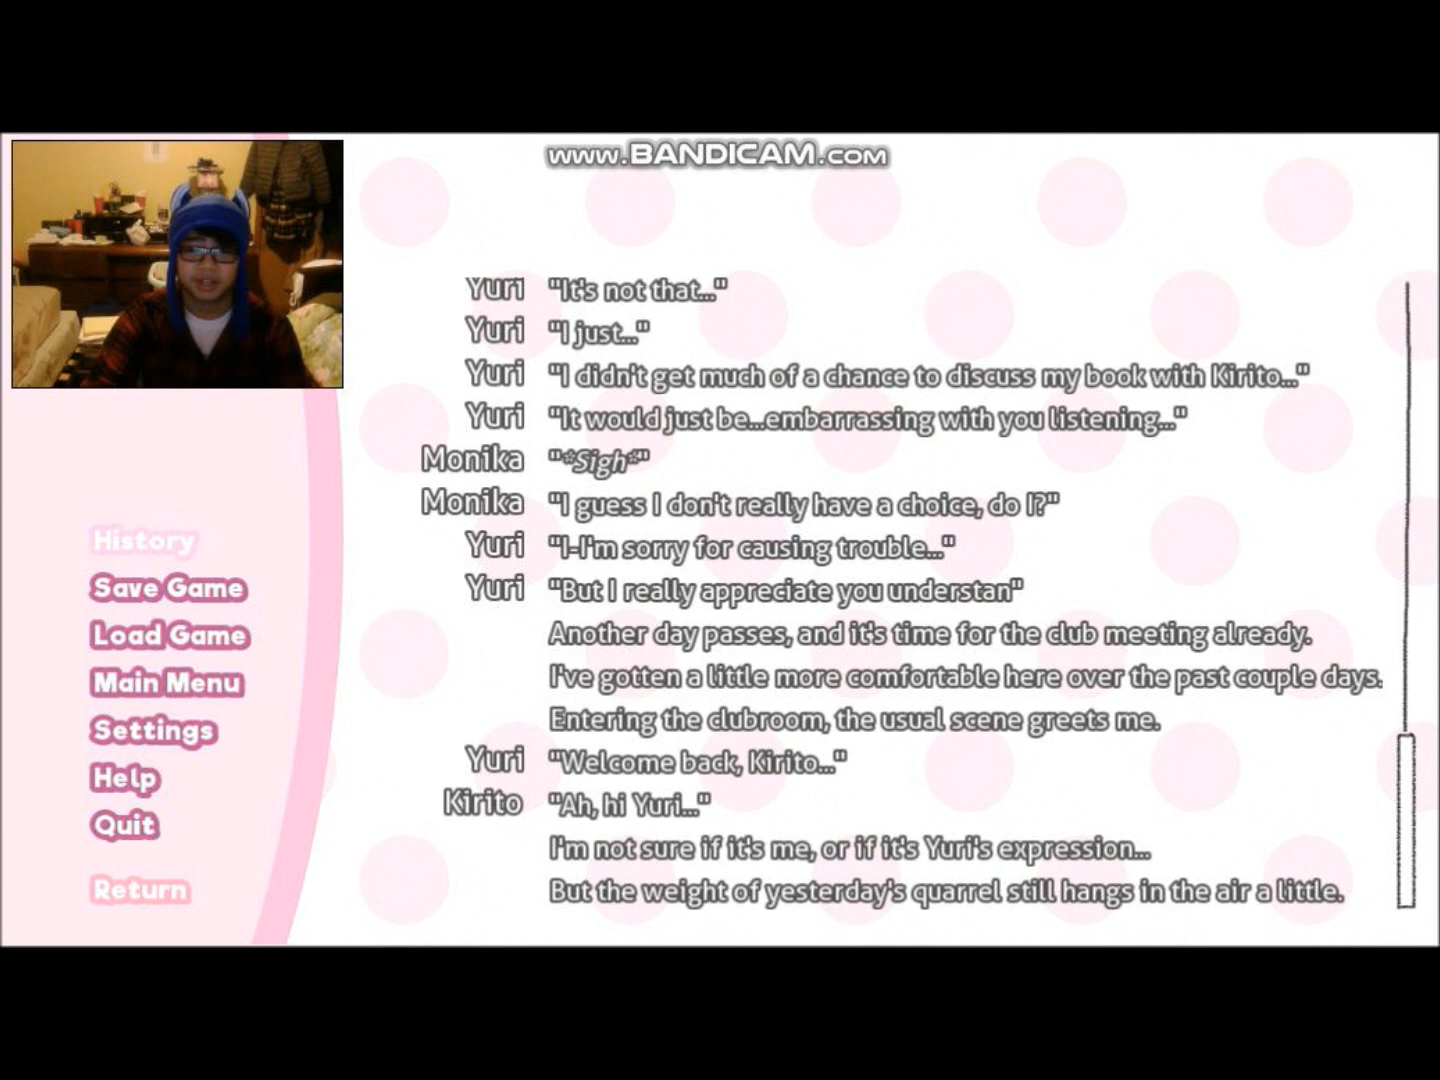 www.BANDICAM.com
Yuri "It's not that..."
Yuri "I just..."
Yuri "I didn't get much of a chance to discuss my book with Kirito..."
Yuri "It would just be...embarrassing with you listening..."
Monika "*Sigh*"
Monika "I guess I don't really have a choice, do I?"
Yuri "I-I'm sorry for causing trouble..."
Yuri "But I really appreciate you understan"
Another day passes, and it's time for the club meeting already.
I've gotten a little more comfortable here over the past couple days.
Entering the clubroom, the usual scene greets me.
Yuri "Welcome back, Kirito..."
Kirito "Ah, hi Yuri..."
I'm not sure if it's me, or if it's Yuri's expression...
But the weight of yesterday's quarrel still hangs in the air a little.
History
Save Game
Load Game
Main Menu
Settings
Help
Quit
Return